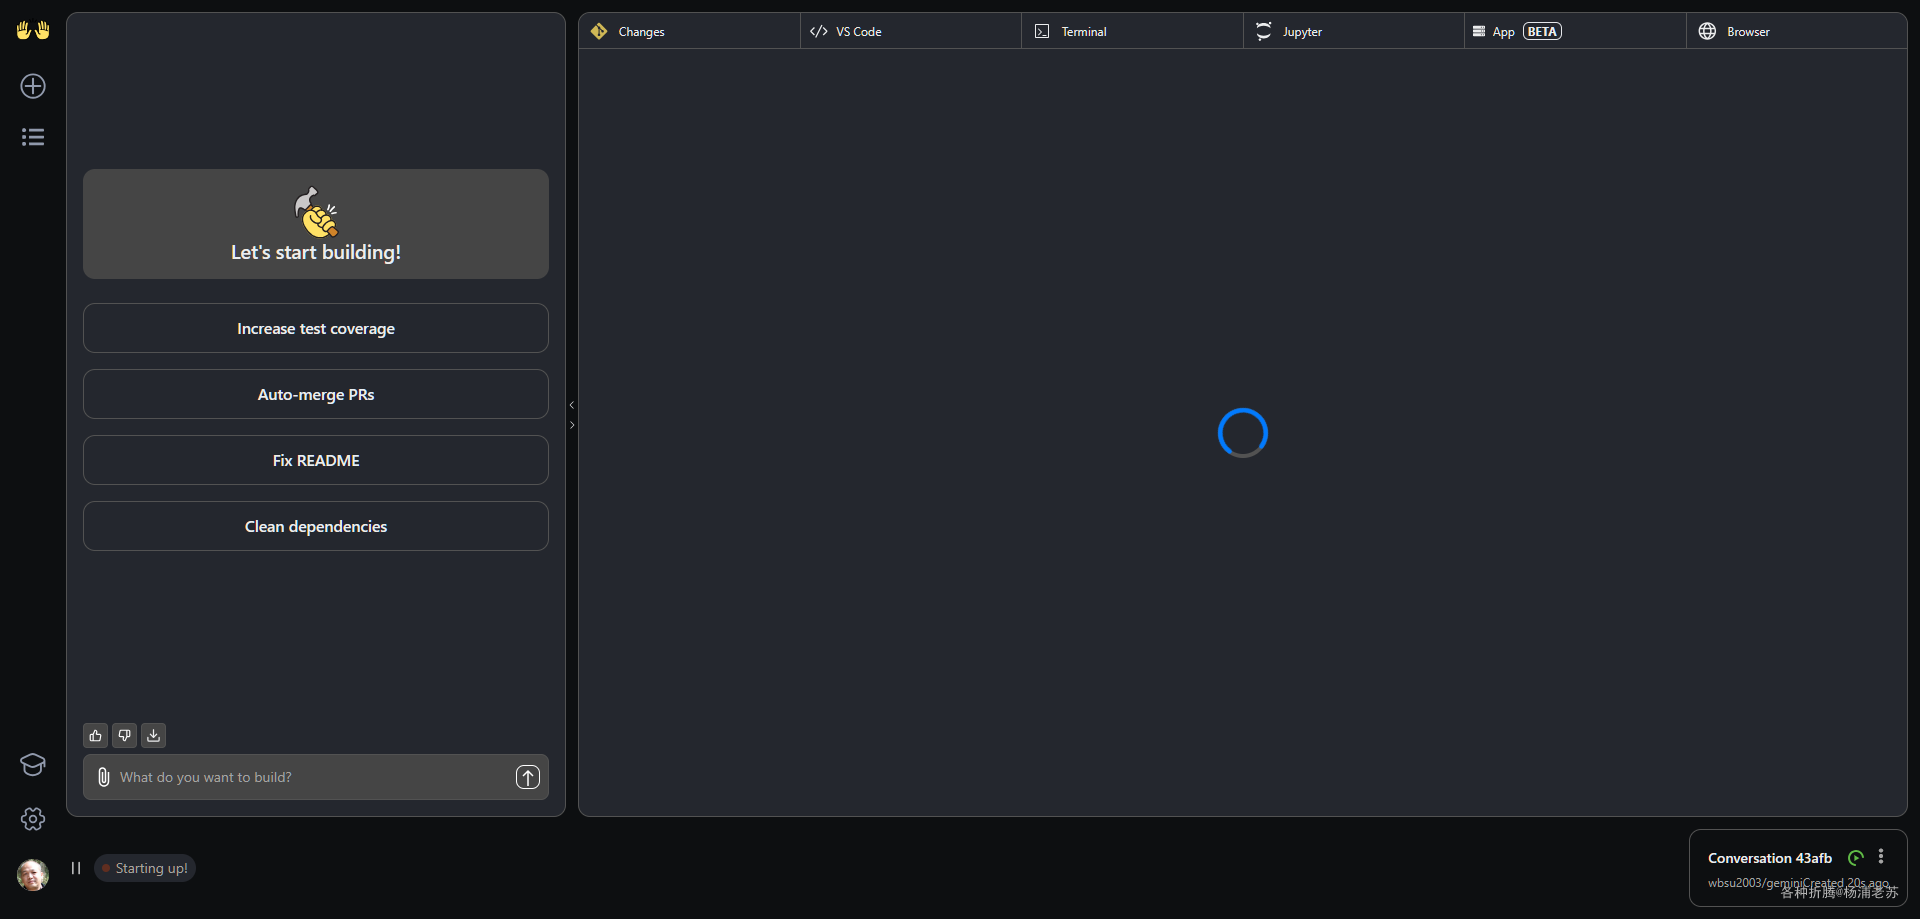 Changes
VS Code
Terminal
Jupyter
App BETA
Browser
Let's start building!
Increase test coverage
Auto-merge PRs
Fix README
Clean dependencies
What do you want to build?
Starting up!
Conversation 43afb
wbsu2003/geminiCreated 20s ago
各种折腾@杨浦老苏